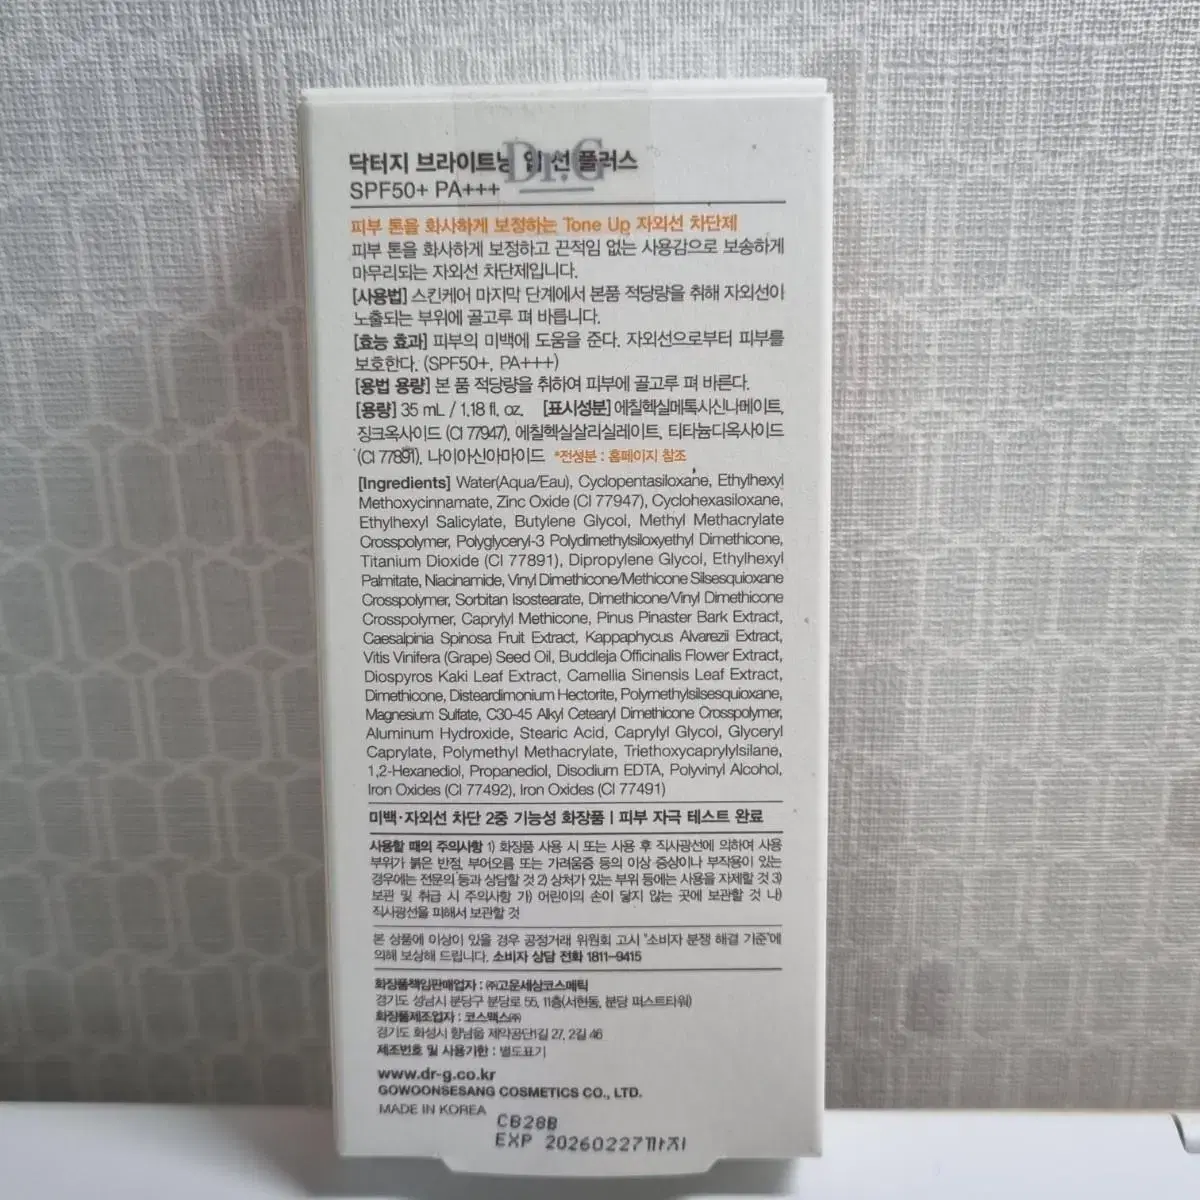 Dr.G
닥터지 브라이트닝 업 선 플러스
SPF50+ PA+++
피부 톤을 화사하게 보정하는 Tone Up 자외선 차단제
피부 톤을 화사하게 보정하고 끈적임 없는 사용감으로 보송하게
마무리되는 자외선 차단제입니다.
[사용법] 스킨케어 마지막 단계에서 본품 적당량을 취해 자외선이
노출되는 부위에 골고루 펴 바릅니다.
[효능 효과] 피부의 미백에 도움을 준다. 자외선으로부터 피부를
보호한다. (SPF50+, PA+++)
[용법 용량] 본 품 적당량을 취하여 피부에 골고루 펴 바른다.
[용량] 35 mL / 1.18 fl. oz. [표시성분] 에칠헥실메톡시신나메이트,
징크옥사이드 (CI 77947), 에칠헥실살리실레이트, 티타늄디옥사이드
(CI 77891), 나이아신아마이드 *전성분 : 홈페이지 참조
[Ingredients] Water(Aqua/Eau), Cyclopentasiloxane, Ethylhexyl
Methoxycinnamate, Zinc Oxide (CI 77947), Cyclohexasiloxane,
Ethylhexyl Salicylate, Butylene Glycol, Methyl Methacrylate
Crosspolymer, Polyglyceryl-3 Polydimethylsiloxyethyl Dimethicone,
Titanium Dioxide (CI 77891), Dipropylene Glycol, Ethylhexyl
Palmitate, Niacinamide, Vinyl Dimethicone/Methicone Silsesquioxane
Crosspolymer, Sorbitan Isostearate, Dimethicone/Vinyl Dimethicone
Crosspolymer, Caprylyl Methicone, Pinus Pinaster Bark Extract,
Caesalpinia Spinosa Fruit Extract, Kappaphycus Alvarezii Extract,
Vitis Vinifera (Grape) Seed Oil, Buddleja Officinalis Flower Extract,
Diospyros Kaki Leaf Extract, Camellia Sinensis Leaf Extract,
Dimethicone, Disteardimonium Hectorite, Polymethylsilsesquioxane,
Magnesium Sulfate, C30-45 Alkyl Cetearyl Dimethicone Crosspolymer,
Aluminum Hydroxide, Stearic Acid, Caprylyl Glycol, Glyceryl
Caprylate, Polymethyl Methacrylate, Triethoxycaprylylsilane,
1,2-Hexanediol, Propanediol, Disodium EDTA, Polyvinyl Alcohol,
Iron Oxides (CI 77492), Iron Oxides (CI 77491)
미백·자외선 차단 2중 기능성 화장품 | 피부 자극 테스트 완료
사용할 때의 주의사항 1) 화장품 사용 시 또는 사용 후 직사광선에 의하여 사용
부위가 붉은 반점, 부어오름 또는 가려움증 등의 이상 증상이나 부작용이 있는
경우에는 전문의 등과 상담할 것 2) 상처가 있는 부위 등에는 사용을 자제할 것 3)
보관 및 취급 시 주의사항 가) 어린이의 손이 닿지 않는 곳에 보관할 것 나)
직사광선을 피해서 보관할 것
본 상품에 이상이 있을 경우 공정거래 위원회 고시 "소비자 분쟁 해결 기준"에
의해 보상해 드립니다. 소비자 상담 전화 1811-9415
화장품책임판매업자 : ㈜고운세상코스메틱
경기도 성남시 분당구 분당로 55, 11층(서현동, 분당 퍼스트타워)
화장품제조업자 : 코스맥스㈜
경기도 화성시 향남읍 제약공단1길 27, 2길 46
제조번호 및 사용기한 : 별도표기
www.dr-g.co.kr
GOWOONSESANG COSMETICS CO., LTD.
MADE IN KOREA
CB28B
EXP 20260227까지